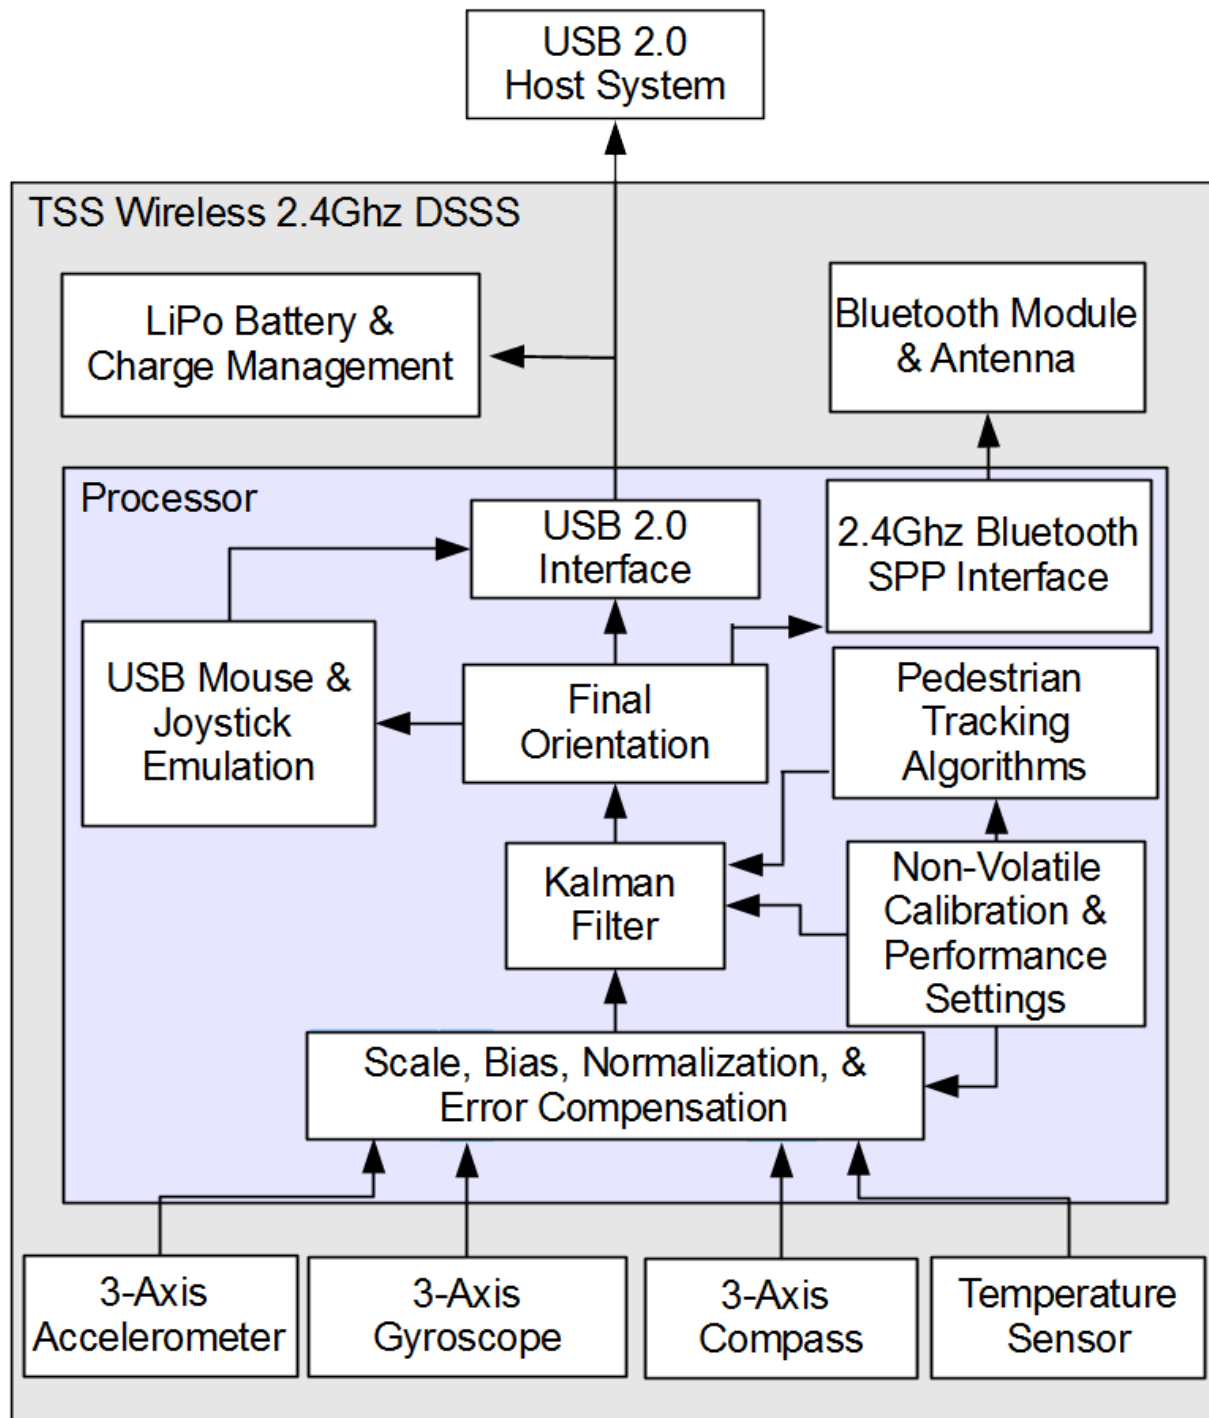 USB 2.0
Host System
TSS Wireless 2.4Ghz DSSS
LiPo Battery &
Charge Management
Bluetooth Module
& Antenna
Processor
USB 2.0
Interface
2.4Ghz Bluetooth
SPP Interface
USB Mouse &
Joystick
Emulation
Final
Orientation
Pedestrian
Tracking
Algorithms
Kalman
Filter
Non-Volatile
Calibration &
Performance
Settings
Scale, Bias, Normalization, &
Error Compensation
3-Axis
Accelerometer
3-Axis
Gyroscope
3-Axis
Compass
Temperature
Sensor